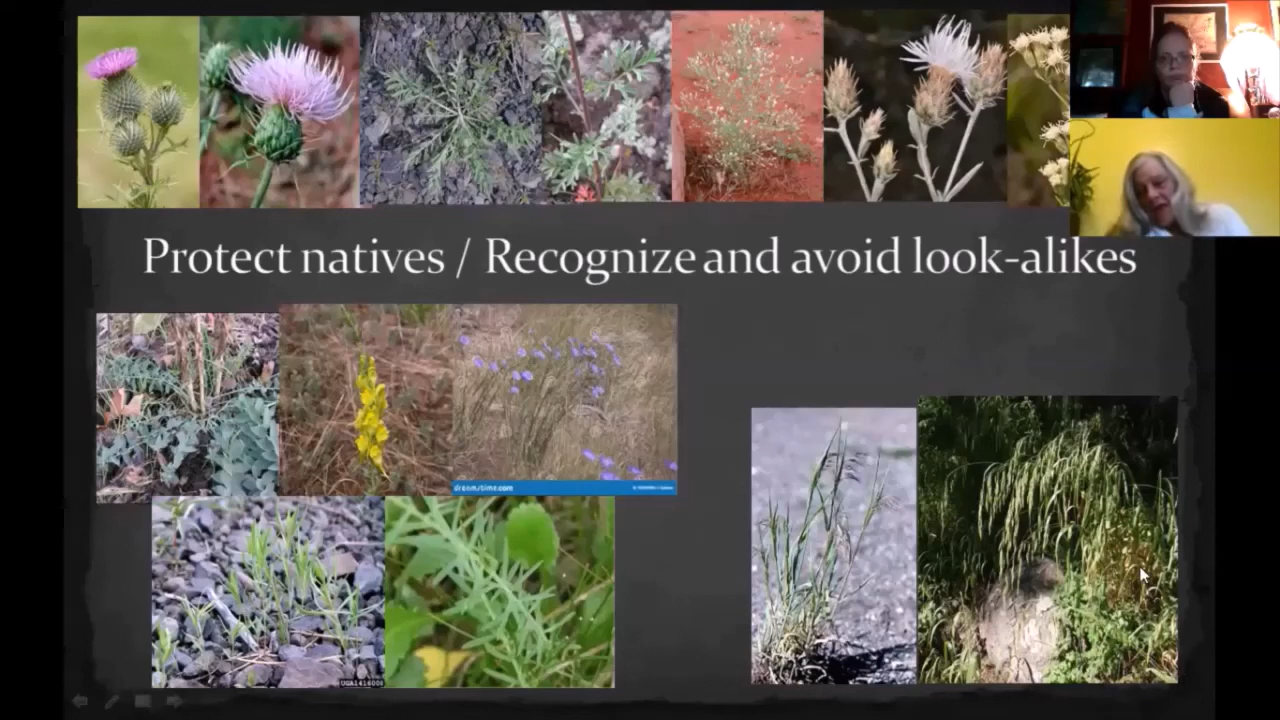 Protect natives / Recognize and avoid look-alikes
dreamstime.com